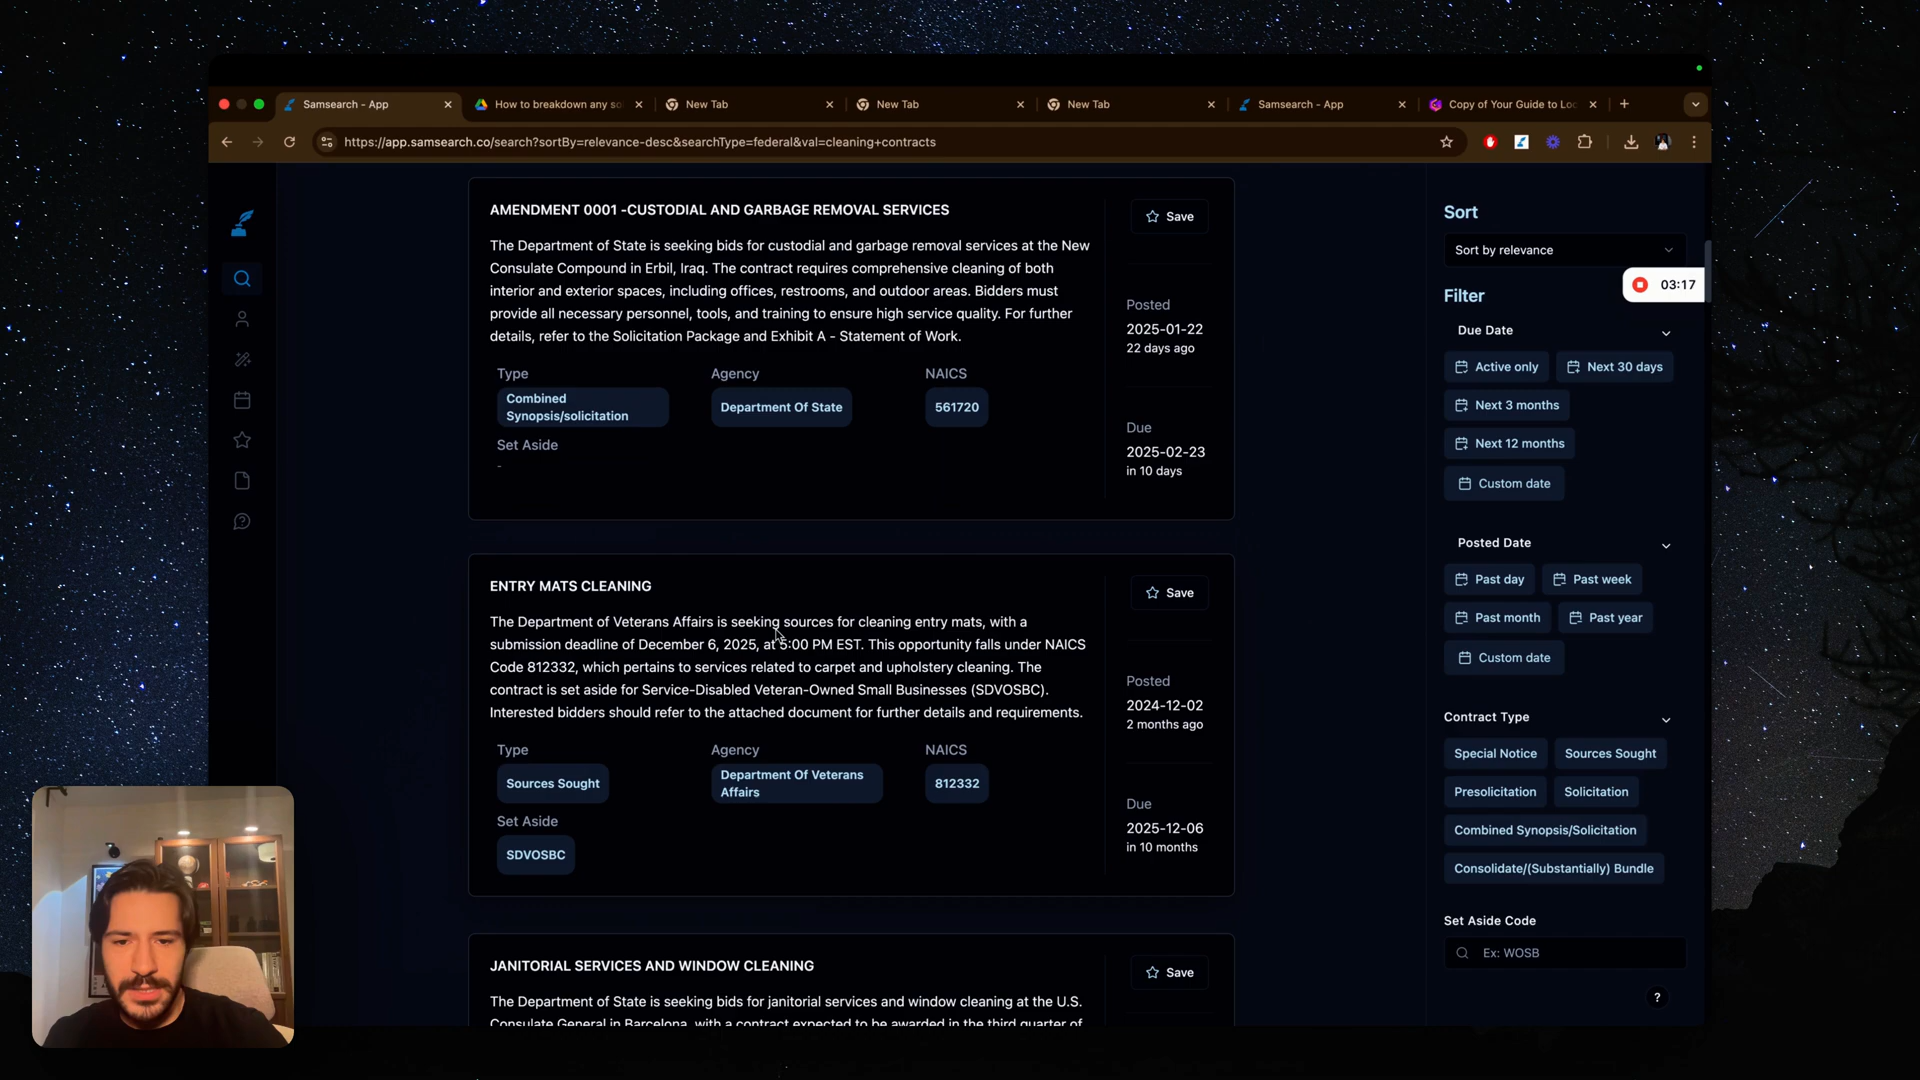 Samsearch - App
How to breakdown any so
New Tab
New Tab
New Tab
Samsearch - App
Copy of Your Guide to Loc
https://app.samsearch.co/search?sortBy=relevance-desc&searchType=federal&val=cleaning+contracts
AMENDMENT 0001 -CUSTODIAL AND GARBAGE REMOVAL SERVICES
Save
The Department of State is seeking bids for custodial and garbage removal services at the New
Consulate Compound in Erbil, Iraq. The contract requires comprehensive cleaning of both
interior and exterior spaces, including offices, restrooms, and outdoor areas. Bidders must
provide all necessary personnel, tools, and training to ensure high service quality. For further
details, refer to the Solicitation Package and Exhibit A - Statement of Work.
Posted
2025-01-22
22 days ago
Type
Agency
NAICS
Combined
Synopsis/solicitation
Department Of State
561720
Set Aside
-
Due
2025-02-23
in 10 days
ENTRY MATS CLEANING
Save
The Department of Veterans Affairs is seeking sources for cleaning entry mats, with a
submission deadline of December 6, 2025, at 5:00 PM EST. This opportunity falls under NAICS
Code 812332, which pertains to services related to carpet and upholstery cleaning. The
contract is set aside for Service-Disabled Veteran-Owned Small Businesses (SDVOSBC).
Interested bidders should refer to the attached document for further details and requirements.
Posted
2024-12-02
2 months ago
Type
Agency
NAICS
Sources Sought
Department Of Veterans
Affairs
812332
Set Aside
SDVOSBC
Due
2025-12-06
in 10 months
JANITORIAL SERVICES AND WINDOW CLEANING
Save
The Department of State is seeking bids for janitorial services and window cleaning at the U.S.
Consulate General in Barcelona, with a contract expected to be awarded in the third quarter of
Sort
Sort by relevance
03:17
Filter
Due Date
Active only
Next 30 days
Next 3 months
Next 12 months
Custom date
Posted Date
Past day
Past week
Past month
Past year
Custom date
Contract Type
Special Notice
Sources Sought
Presolicitation
Solicitation
Combined Synopsis/Solicitation
Consolidate/(Substantially) Bundle
Set Aside Code
Ex: WOSB
?